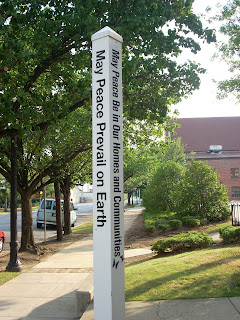 May Peace Prevail on Earth
May Peace Be in Our Homes and Communities